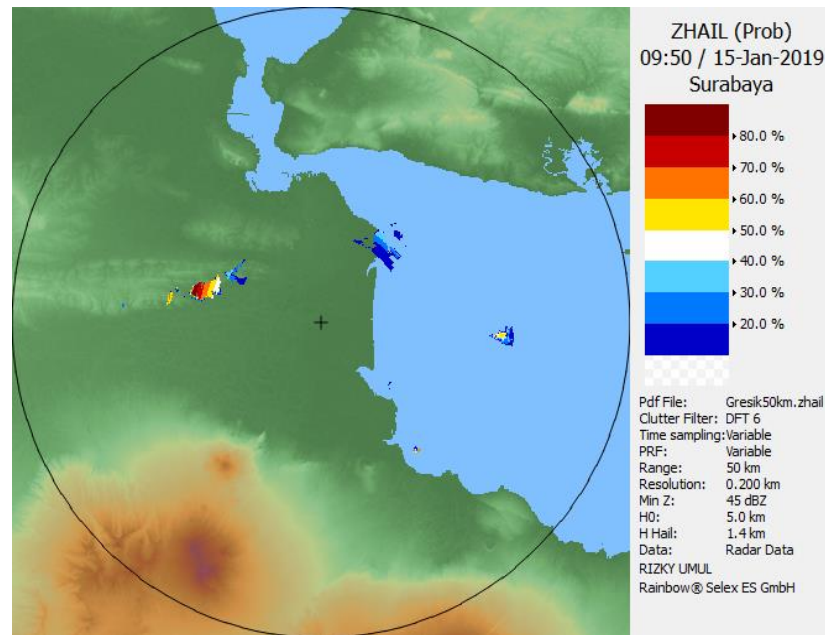 ZHAIL (Prob)
09:50 / 15-Jan-2019
Surabaya
80.0 %
70.0 %
60.0 %
50.0 %
40.0 %
30.0 %
20.0 %
Pdf File: Gresik50km.zhail
Clutter Filter: DFT 6
Time sampling: Variable
PRF: Variable
Range: 50 km
Resolution: 0.200 km
Min Z: 45 dBZ
H0: 5.0 km
H Hail: 1.4 km
Data: Radar Data
RIZKY UMUL
Rainbow® Selex ES GmbH